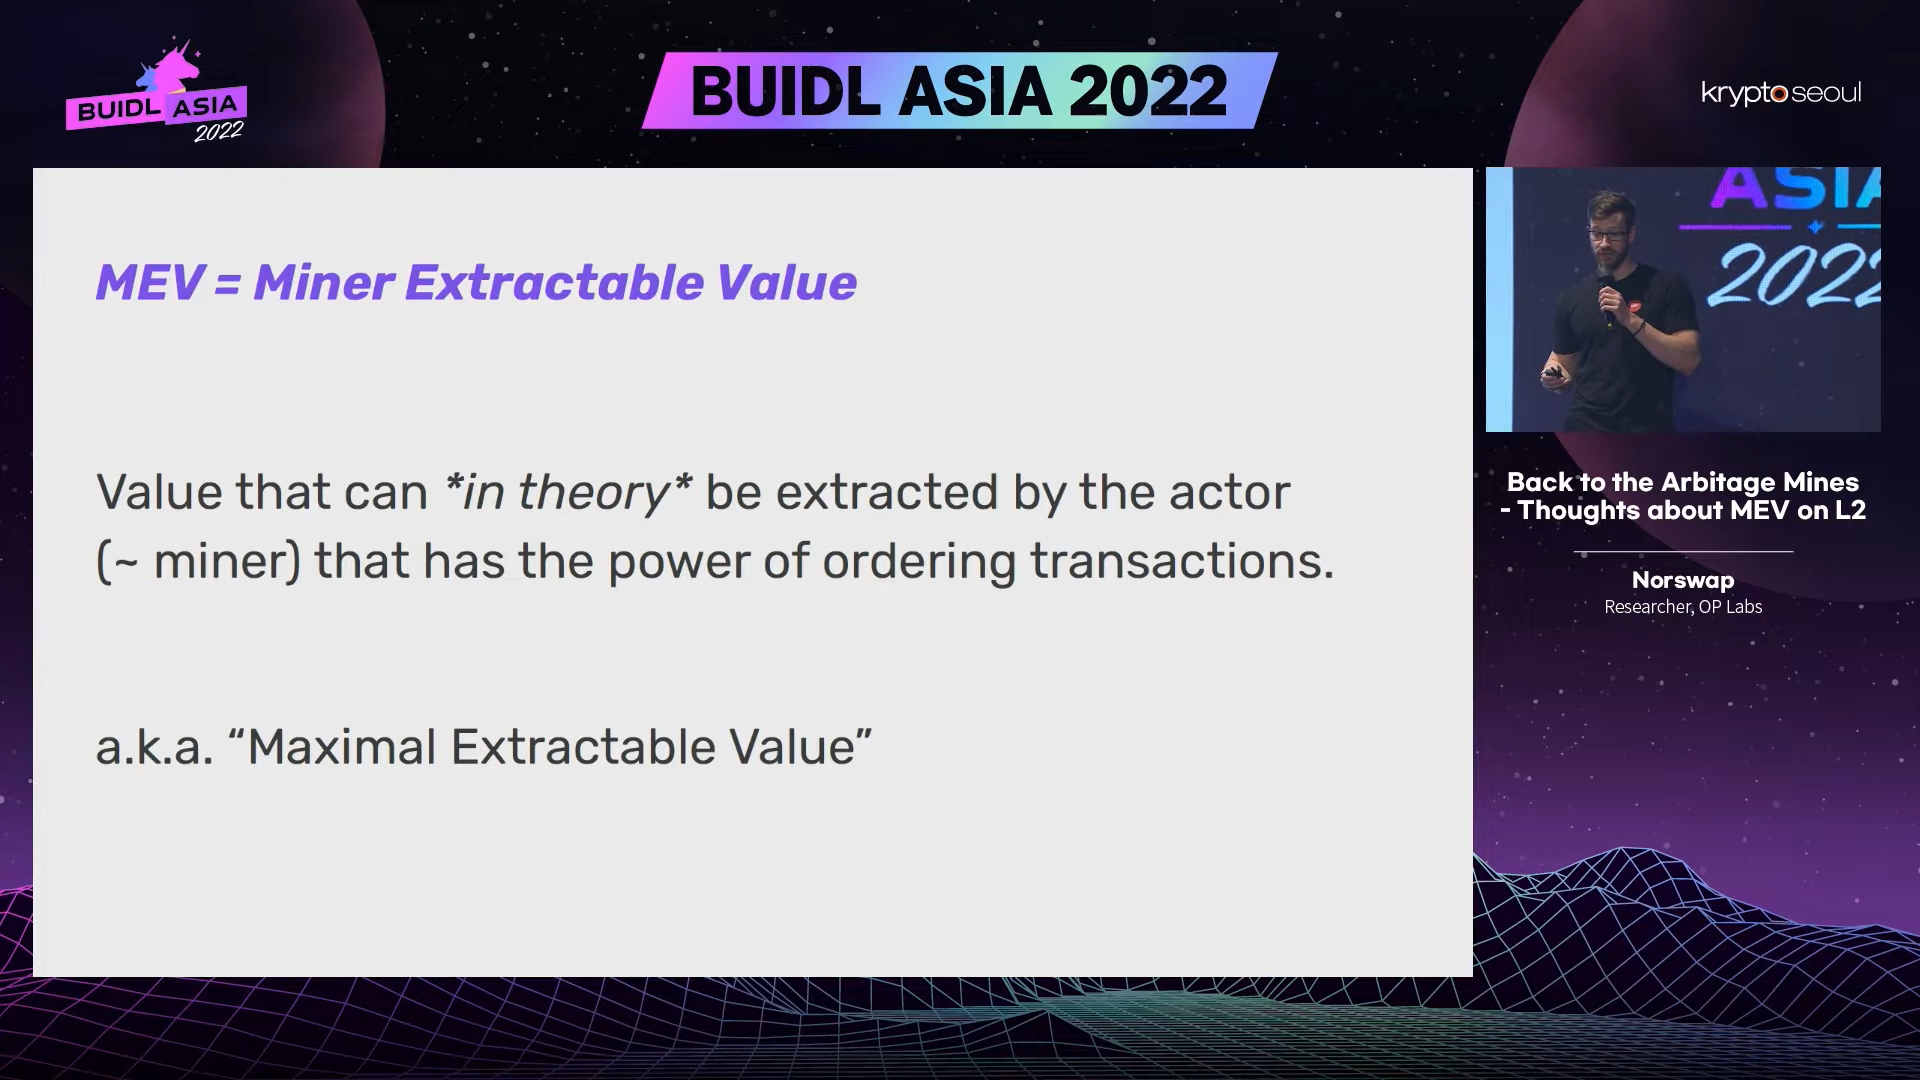 BUIDL ASIA
2022
BUIDL ASIA 2022
kryptoseoul
MEV = Miner Extractable Value
Value that can *in theory* be extracted by the actor
(~ miner) that has the power of ordering transactions.
a.k.a. “Maximal Extractable Value”
ASIA
2022
Back to the Arbitage Mines
- Thoughts about MEV on L2
Norswap
Researcher, OP Labs